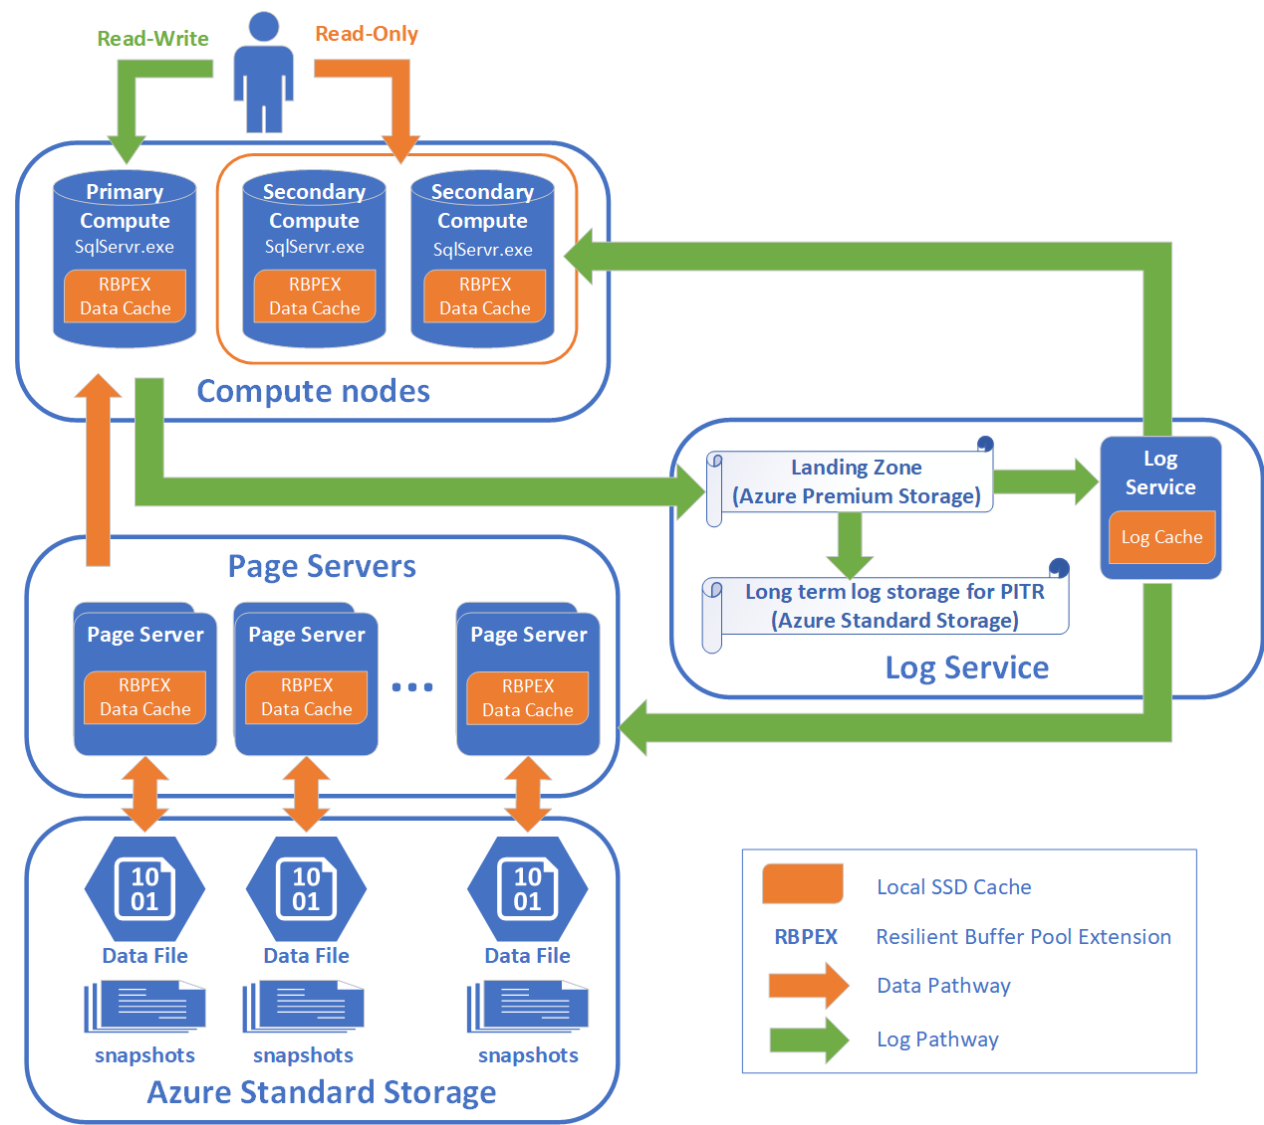 Read-Write
Read-Only
Primary
Compute
SqlServr.exe
RBPEX
Data Cache
Secondary
Compute
SqlServr.exe
RBPEX
Data Cache
Secondary
Compute
SqlServr.exe
RBPEX
Data Cache
Compute nodes
Landing Zone
(Azure Premium Storage)
Log
Service
Log Cache
Long term log storage for PITR
(Azure Standard Storage)
Log Service
Page Servers
Page Server
RBPEX
Data Cache
Page Server
RBPEX
Data Cache
...
Page Server
RBPEX
Data Cache
10
01
Data File
snapshots
10
01
Data File
snapshots
10
01
Data File
snapshots
Azure Standard Storage
Local SSD Cache
RBPEX Resilient Buffer Pool Extension
Data Pathway
Log Pathway